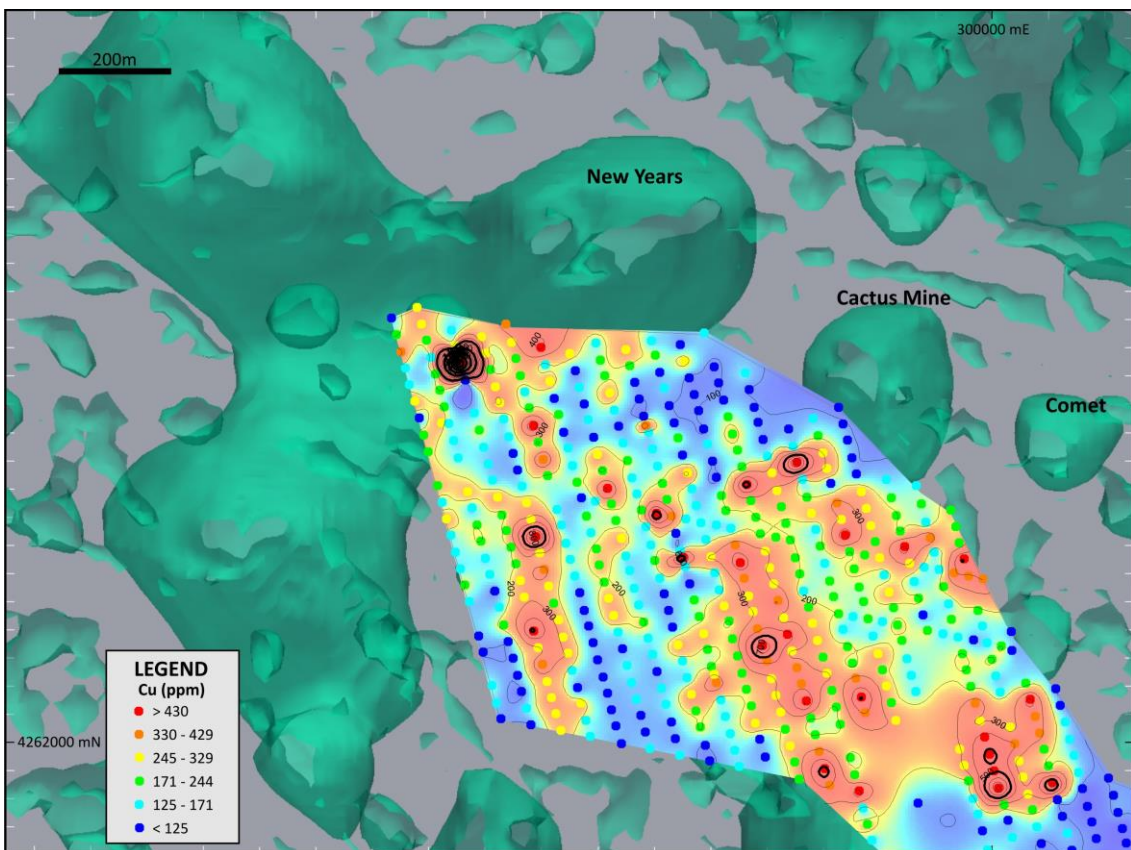 300000 mE
200m
New Years
Cactus Mine
Comet
400
100
300
300
200
200
300
200
300
300
4262000 mN
LEGEND
Cu (ppm)
> 430
330 - 429
245 - 329
171 - 244
125 - 171
< 125